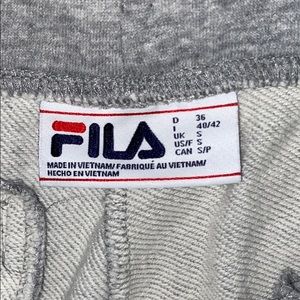 FILA
D 36
I 40/42
UK S
US/F S
CAN S/P
MADE IN VIETNAM/ FABRIQUÉ AU VIETNAM/
HECHO EN VIETNAM